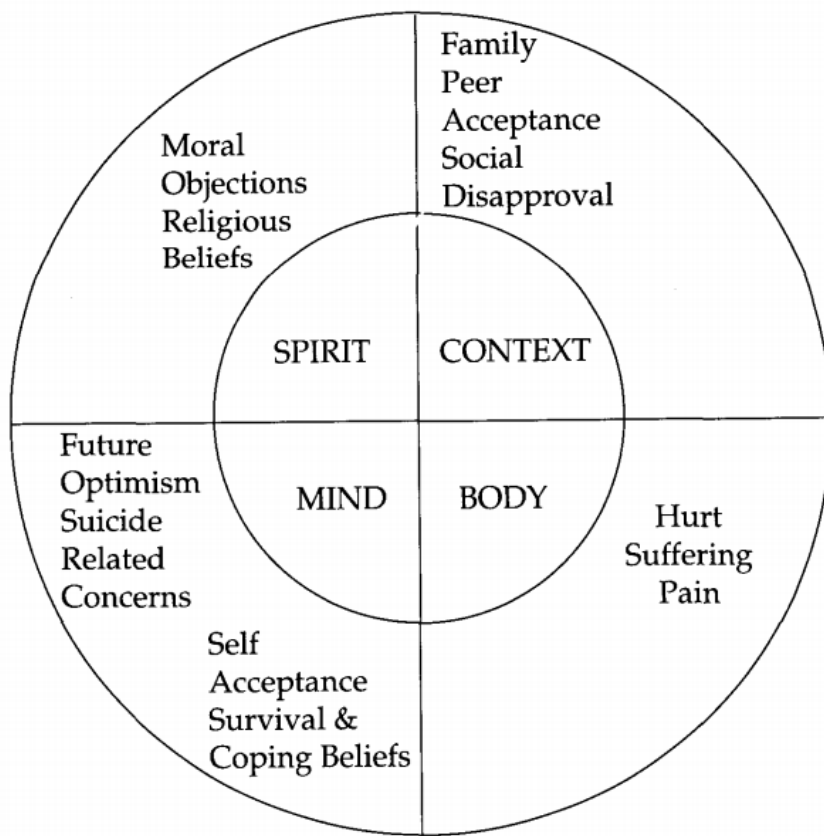 Family
Peer
Acceptance
Social
Disapproval
Moral
Objections
Religious
Beliefs
SPIRIT
CONTEXT
MIND
BODY
Future
Optimism
Suicide
Related
Concerns
Hurt
Suffering
Pain
Self
Acceptance
Survival &
Coping Beliefs